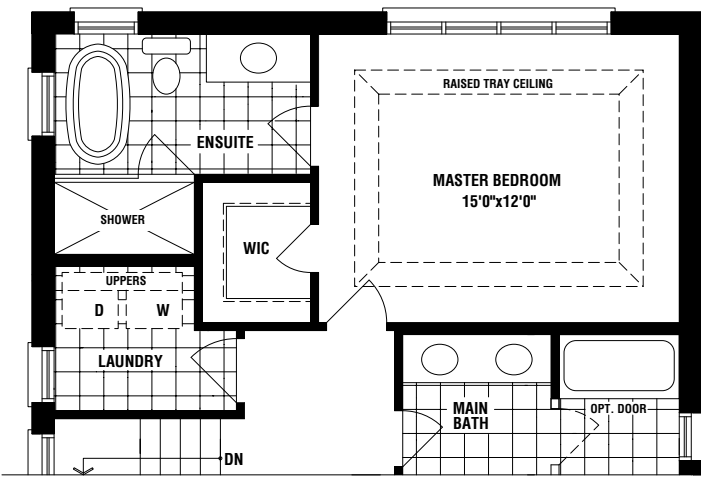 RAISED TRAY CEILING
ENSUITE
MASTER BEDROOM
15'0"x12'0"
SHOWER
WIC
UPPERS
D
W
LAUNDRY
MAIN
BATH
OPT. DOOR
DN